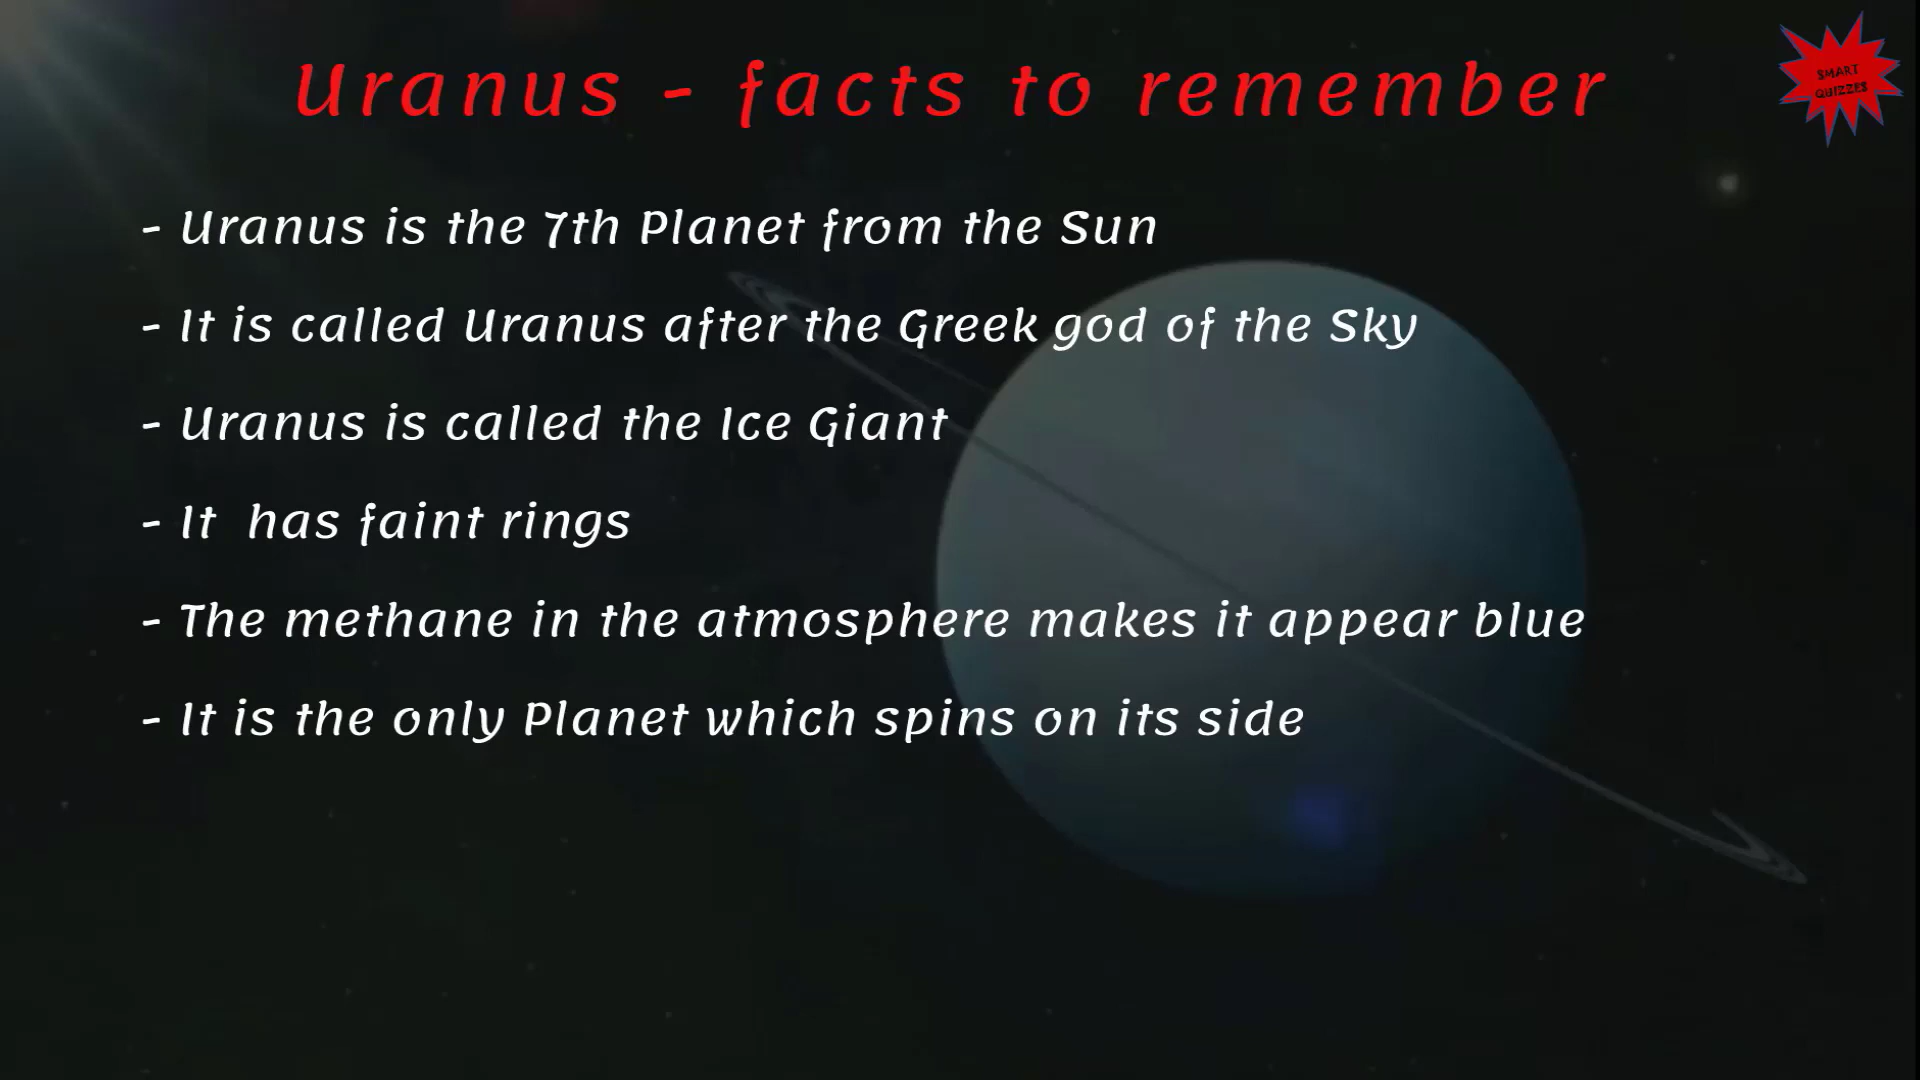 Uranus - facts to remember
SMART
QUIZZES
- Uranus is the 7th Planet from the Sun
- It is called Uranus after the Greek god of the Sky
- Uranus is called the Ice Giant
- It  has faint rings
- The methane in the atmosphere makes it appear blue
- It is the only Planet which spins on its side